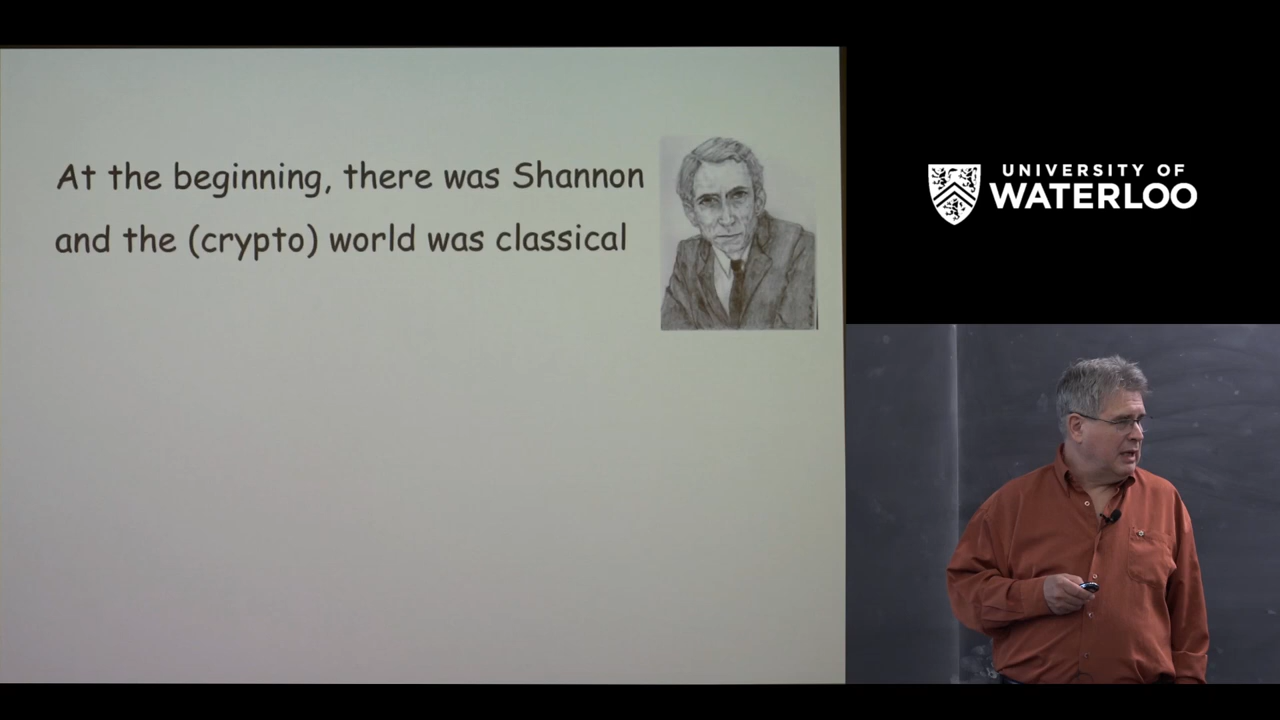 At the beginning, there was Shannon
and the (crypto) world was classical
UNIVERSITY OF
WATERLOO